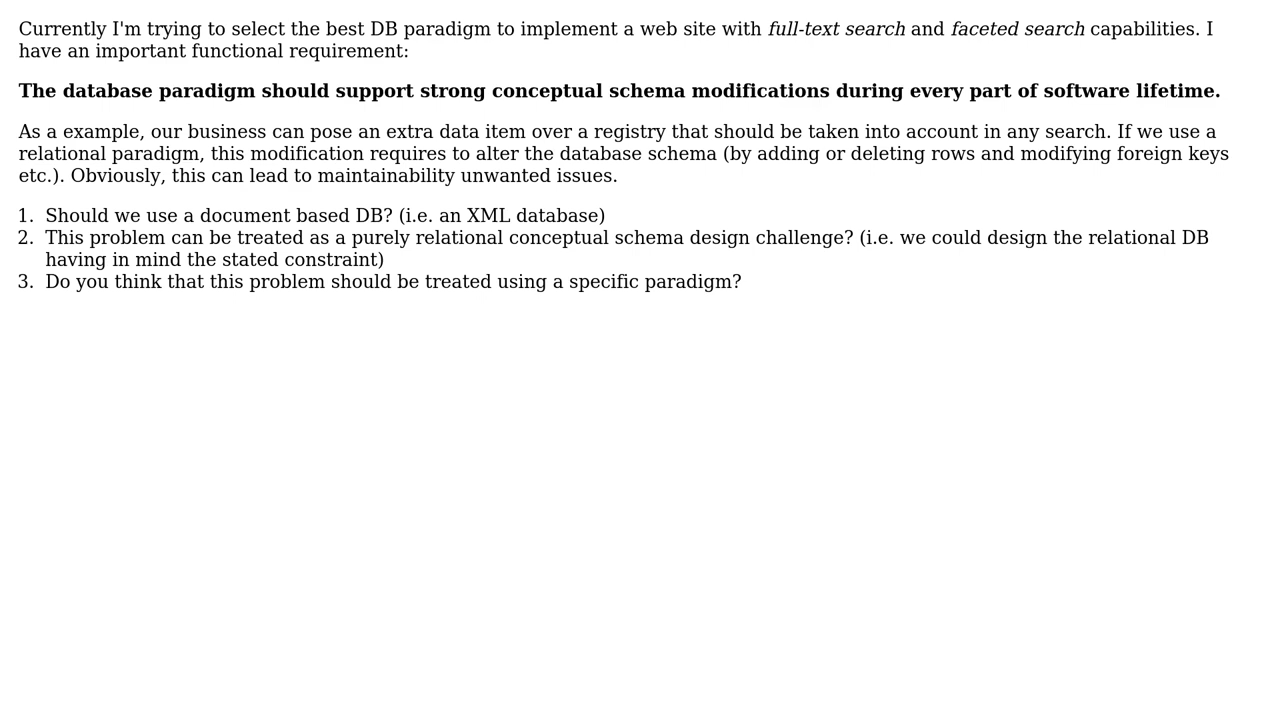 Currently I'm trying to select the best DB paradigm to implement a web site with full-text search and faceted search capabilities. I
have an important functional requirement:
The database paradigm should support strong conceptual schema modifications during every part of software lifetime.
As a example, our business can pose an extra data item over a registry that should be taken into account in any search. If we use a
relational paradigm, this modification requires to alter the database schema (by adding or deleting rows and modifying foreign keys
etc.). Obviously, this can lead to maintainability unwanted issues.
1. Should we use a document based DB? (i.e. an XML database)
2. This problem can be treated as a purely relational conceptual schema design challenge? (i.e. we could design the relational DB
having in mind the stated constraint)
3. Do you think that this problem should be treated using a specific paradigm?